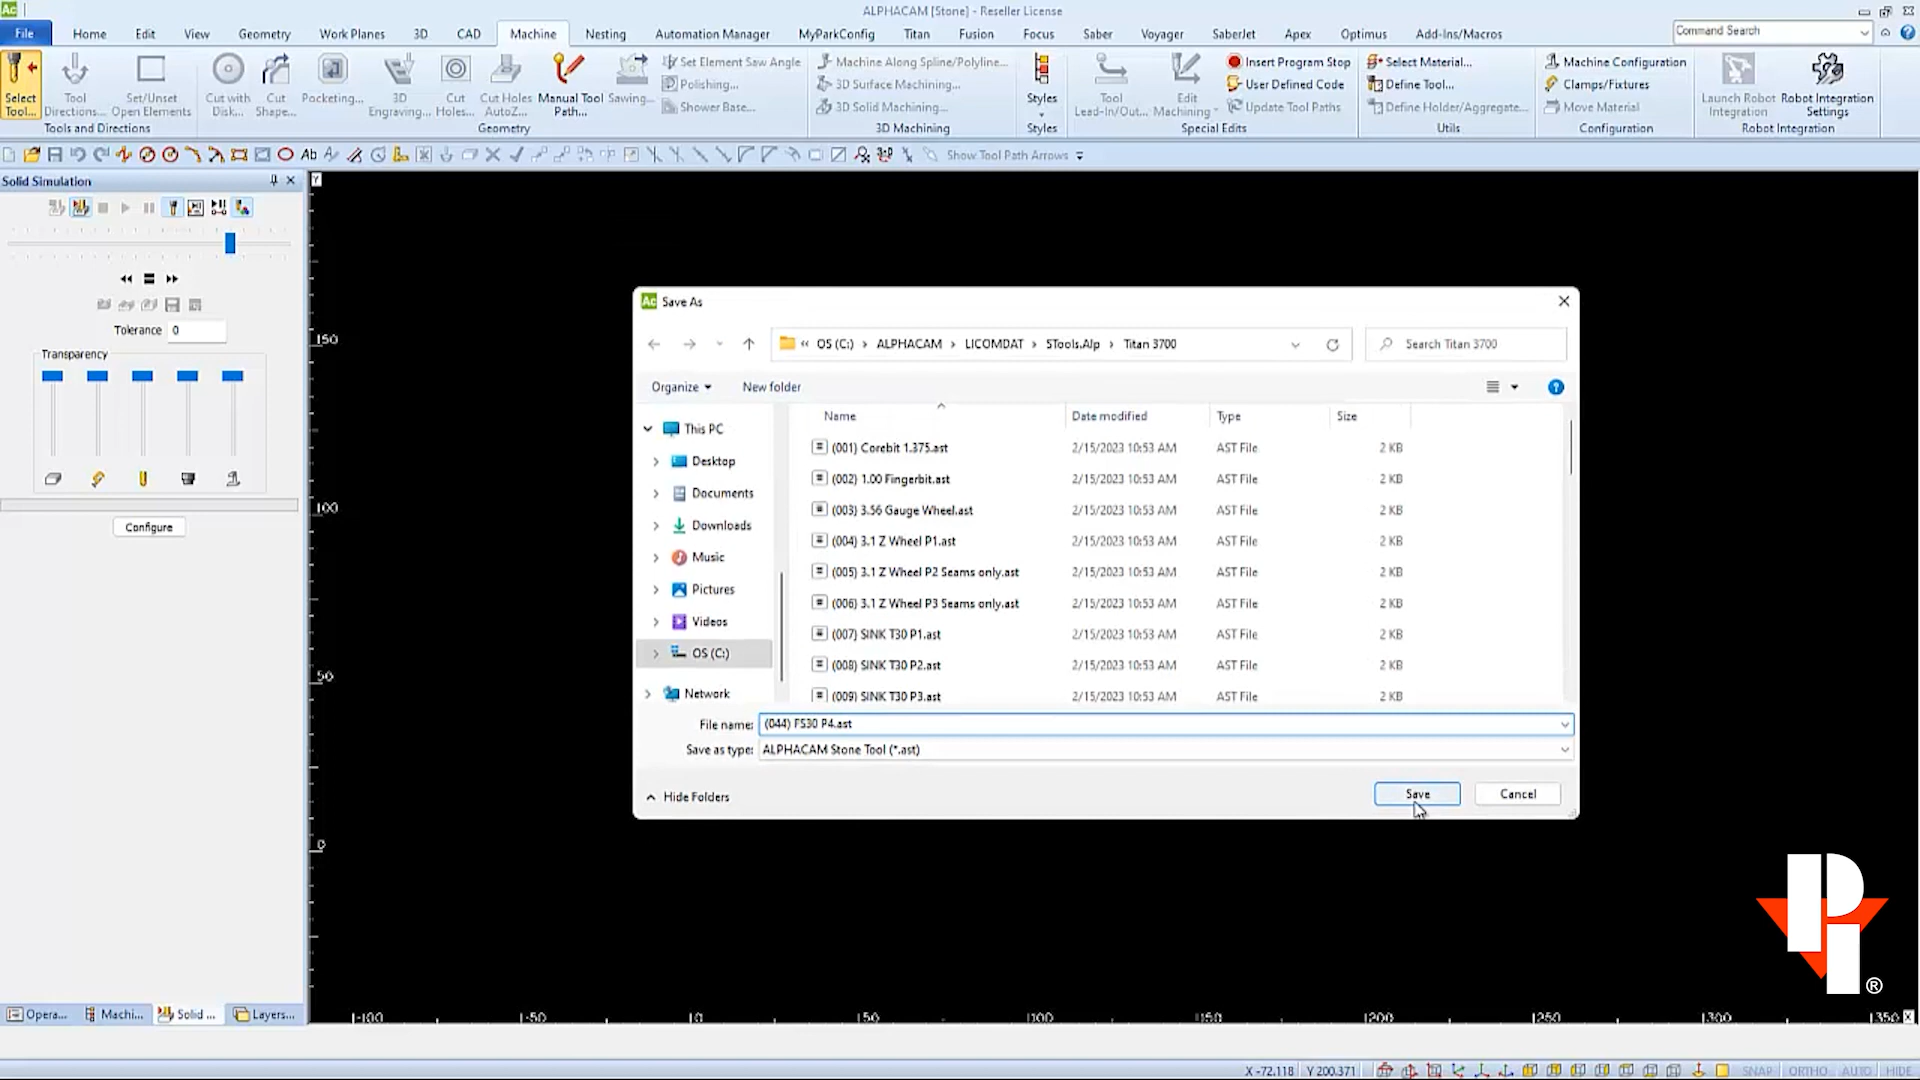 ALPHACAM [Stone] - Reseller License
File Home Edit View Geometry Work Planes 3D CAD Machine Nesting Automation Manager MyParkConfig Titan Fusion Focus Saber Voyager SaberJet Apex Optimus Add-Ins/Macros Command Search
Select Tool... Tool Directions... Set/Unset Open Elements
Tools and Directions
Cut with Disk... Cut Shape... Pocketing... 3D Engraving... Cut Holes... Cut Holes AutoZ... Manual Tool Path... Sawing...
Set Element Saw Angle
Polishing...
Shower Base...
Geometry
Machine Along Spline/Polyline...
3D Surface Machining...
3D Solid Machining...
3D Machining
Styles
Styles
Tool Lead-In/Out... Edit Machining
Insert Program Stop
User Defined Code
Update Tool Paths
Special Edits
Select Material...
Define Tool...
Define Holder/Aggregate...
Utils
Machine Configuration
Clamps/Fixtures
Move Material
Configuration
Launch Robot Integration Robot Integration Settings
Robot Integration
Show Tool Path Arrows
Solid Simulation
Tolerance 0
Transparency
Configure
Opera... Machi... Solid ... Layers...
Y
150
100
50
0
-100 -50 0 50 100 150 200 250 300 350 X
Save As
OS (C:) > ALPHACAM > LICOMDAT > STools.Alp > Titan 3700
Search Titan 3700
Organize New folder
This PC
Desktop
Documents
Downloads
Music
Pictures
Videos
OS (C:)
Network
Name Date modified Type Size
(001) Corebit 1.375.ast 2/15/2023 10:53 AM AST File 2 KB
(002) 1.00 Fingerbit.ast 2/15/2023 10:53 AM AST File 2 KB
(003) 3.56 Gauge Wheel.ast 2/15/2023 10:53 AM AST File 2 KB
(004) 3.1 Z Wheel P1.ast 2/15/2023 10:53 AM AST File 2 KB
(005) 3.1 Z Wheel P2 Seams only.ast 2/15/2023 10:53 AM AST File 2 KB
(006) 3.1 Z Wheel P3 Seams only.ast 2/15/2023 10:53 AM AST File 2 KB
(007) SINK T30 P1.ast 2/15/2023 10:53 AM AST File 2 KB
(008) SINK T30 P2.ast 2/15/2023 10:53 AM AST File 2 KB
(009) SINK T30 P3.ast 2/15/2023 10:53 AM AST File 2 KB
File name: (044) FS30 P4.ast
Save as type: ALPHACAM Stone Tool (*.ast)
Hide Folders Save Cancel
PI ®
X -72.118 Y 200.371 SNAP ORTHO AUTO HIDE